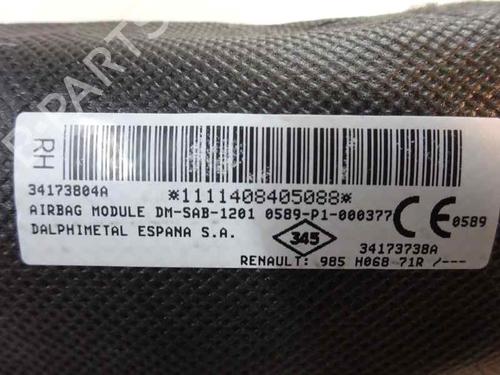 B-PARTS
RH
34173804A
*1111408405088*
AIRBAG MODULE DM-SAB-1201 0589-P1-000377 CE 0589
DALPHIMETAL ESPANA S.A. 345 34173738A
RENAULT: 985 H068 71R /---